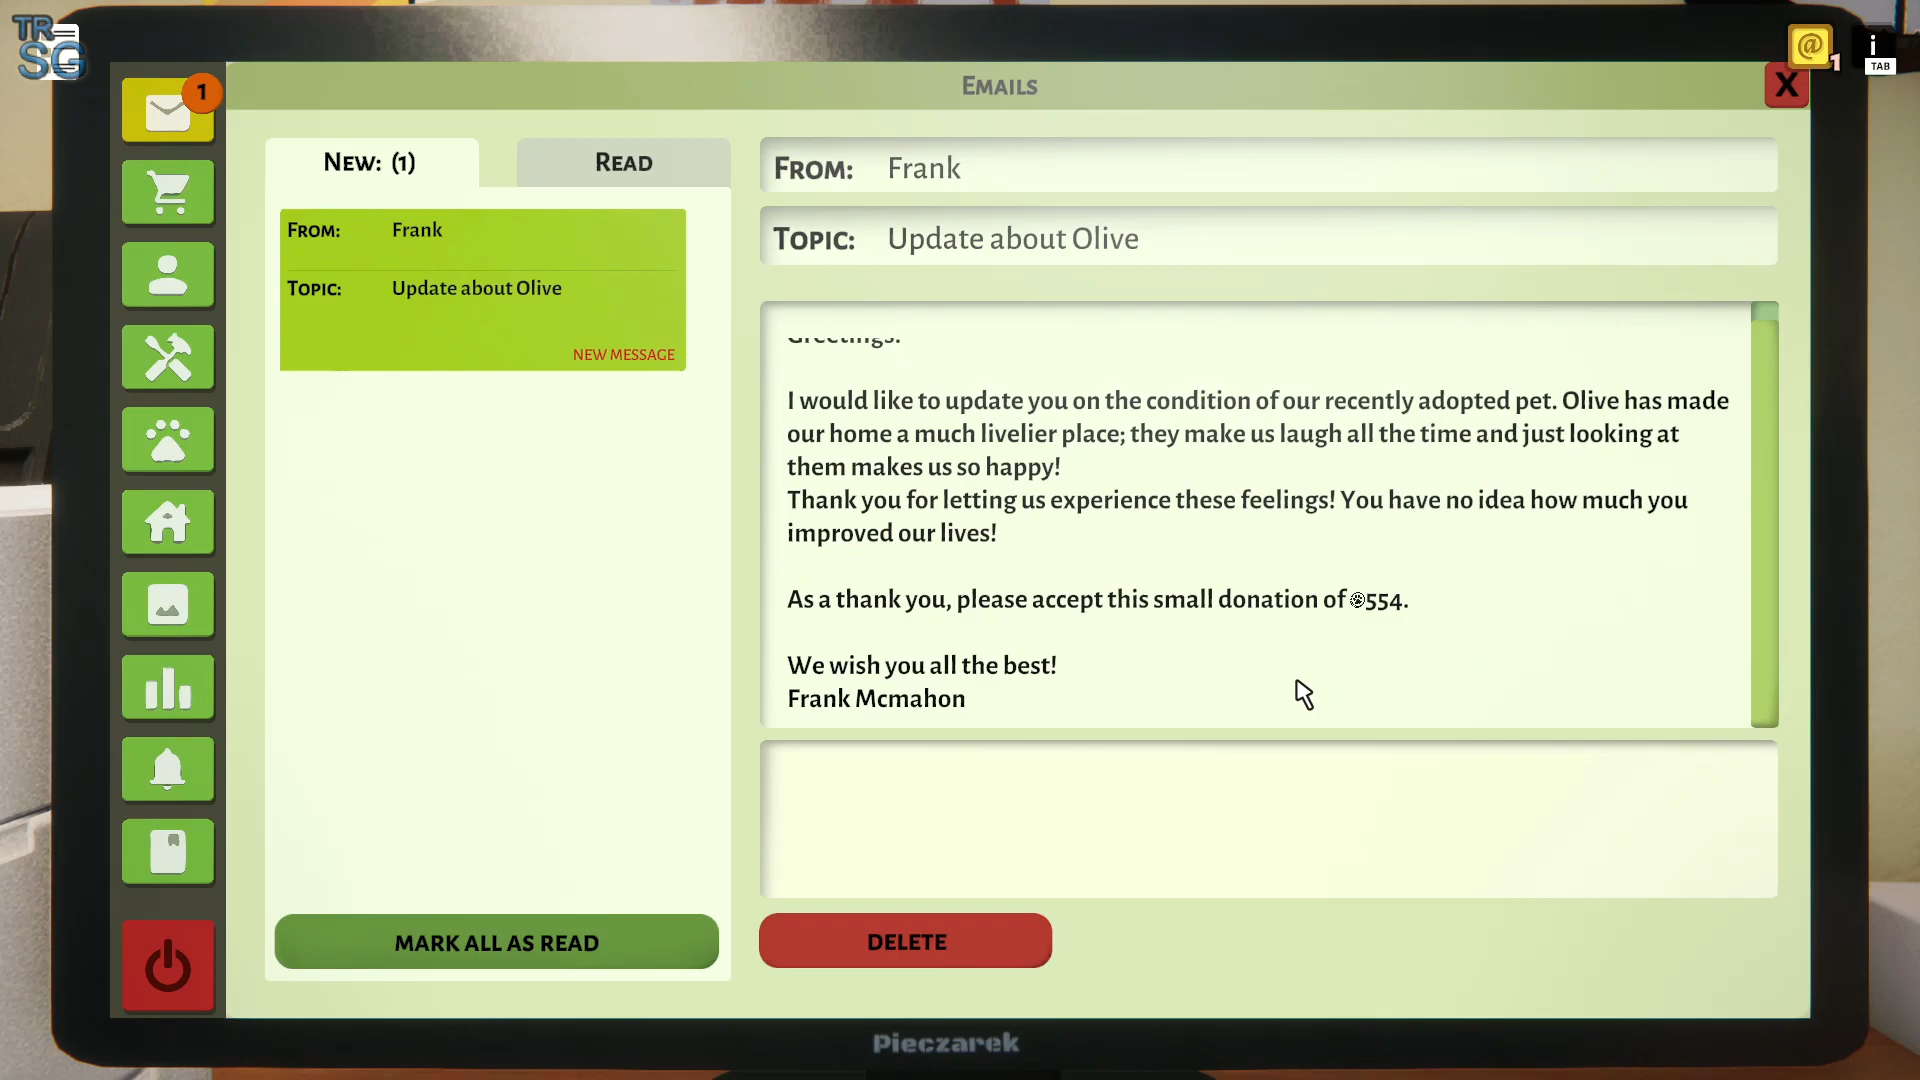 TR
SG
1
i
TAB
1
EMAILS
X
NEW: (1)
READ
FROM: Frank
TOPIC: Update about Olive
NEW MESSAGE
FROM: Frank
TOPIC: Update about Olive
Greetings.
I would like to update you on the condition of our recently adopted pet. Olive has made
our home a much livelier place; they make us laugh all the time and just looking at
them makes us so happy!
Thank you for letting us experience these feelings! You have no idea how much you
improved our lives!
As a thank you, please accept this small donation of 554.
We wish you all the best!
Frank Mcmahon
MARK ALL AS READ
DELETE
Pieczarek